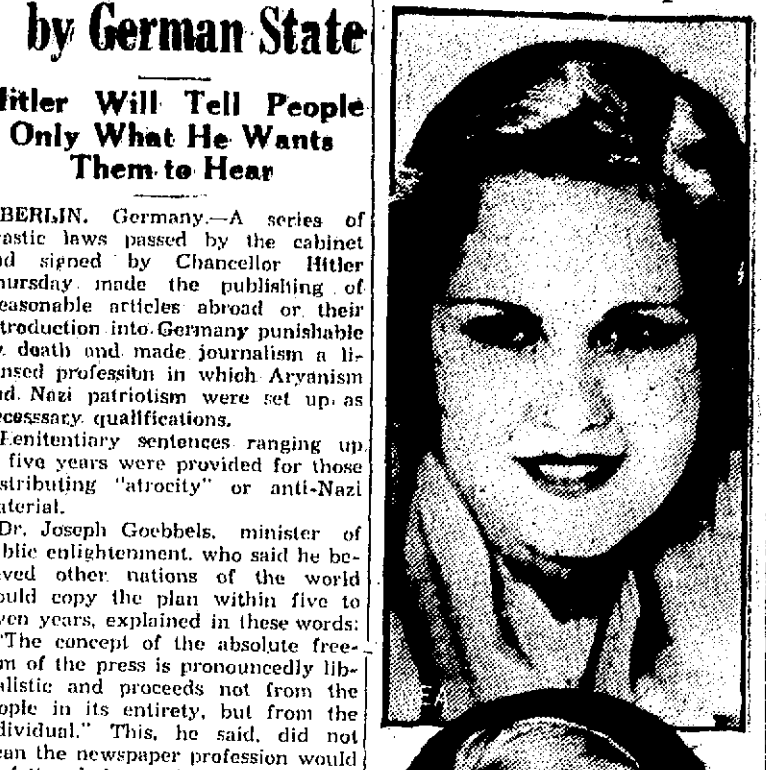 by German State
Hitler Will Tell People
Only What He Wants
Them to Hear
BERLIN, Germany.—A series of
rastic laws passed by the cabinet
nd signed by Chancellor Hitler
hursday made the publishing of
easonable articles abroad or their
troduction into Germany punishable
y death and made journalism a li-
ensed profession in which Aryanism
nd Nazi patriotism were set up as
ecesssary qualifications.
Penitentiary sentences ranging up
five years were provided for those
stributing "atrocity" or anti-Nazi
aterial.
Dr. Joseph Goebbels, minister of
blic enlightenment, who said he be-
ved other nations of the world
ould copy the plan within five to
ven years, explained in these words:
"The concept of the absolute free-
m of the press is pronouncedly lib-
alistic and proceeds not from the
ople in its entirety, but from the
dividual." This, he said, did not
ean the newspaper profession would